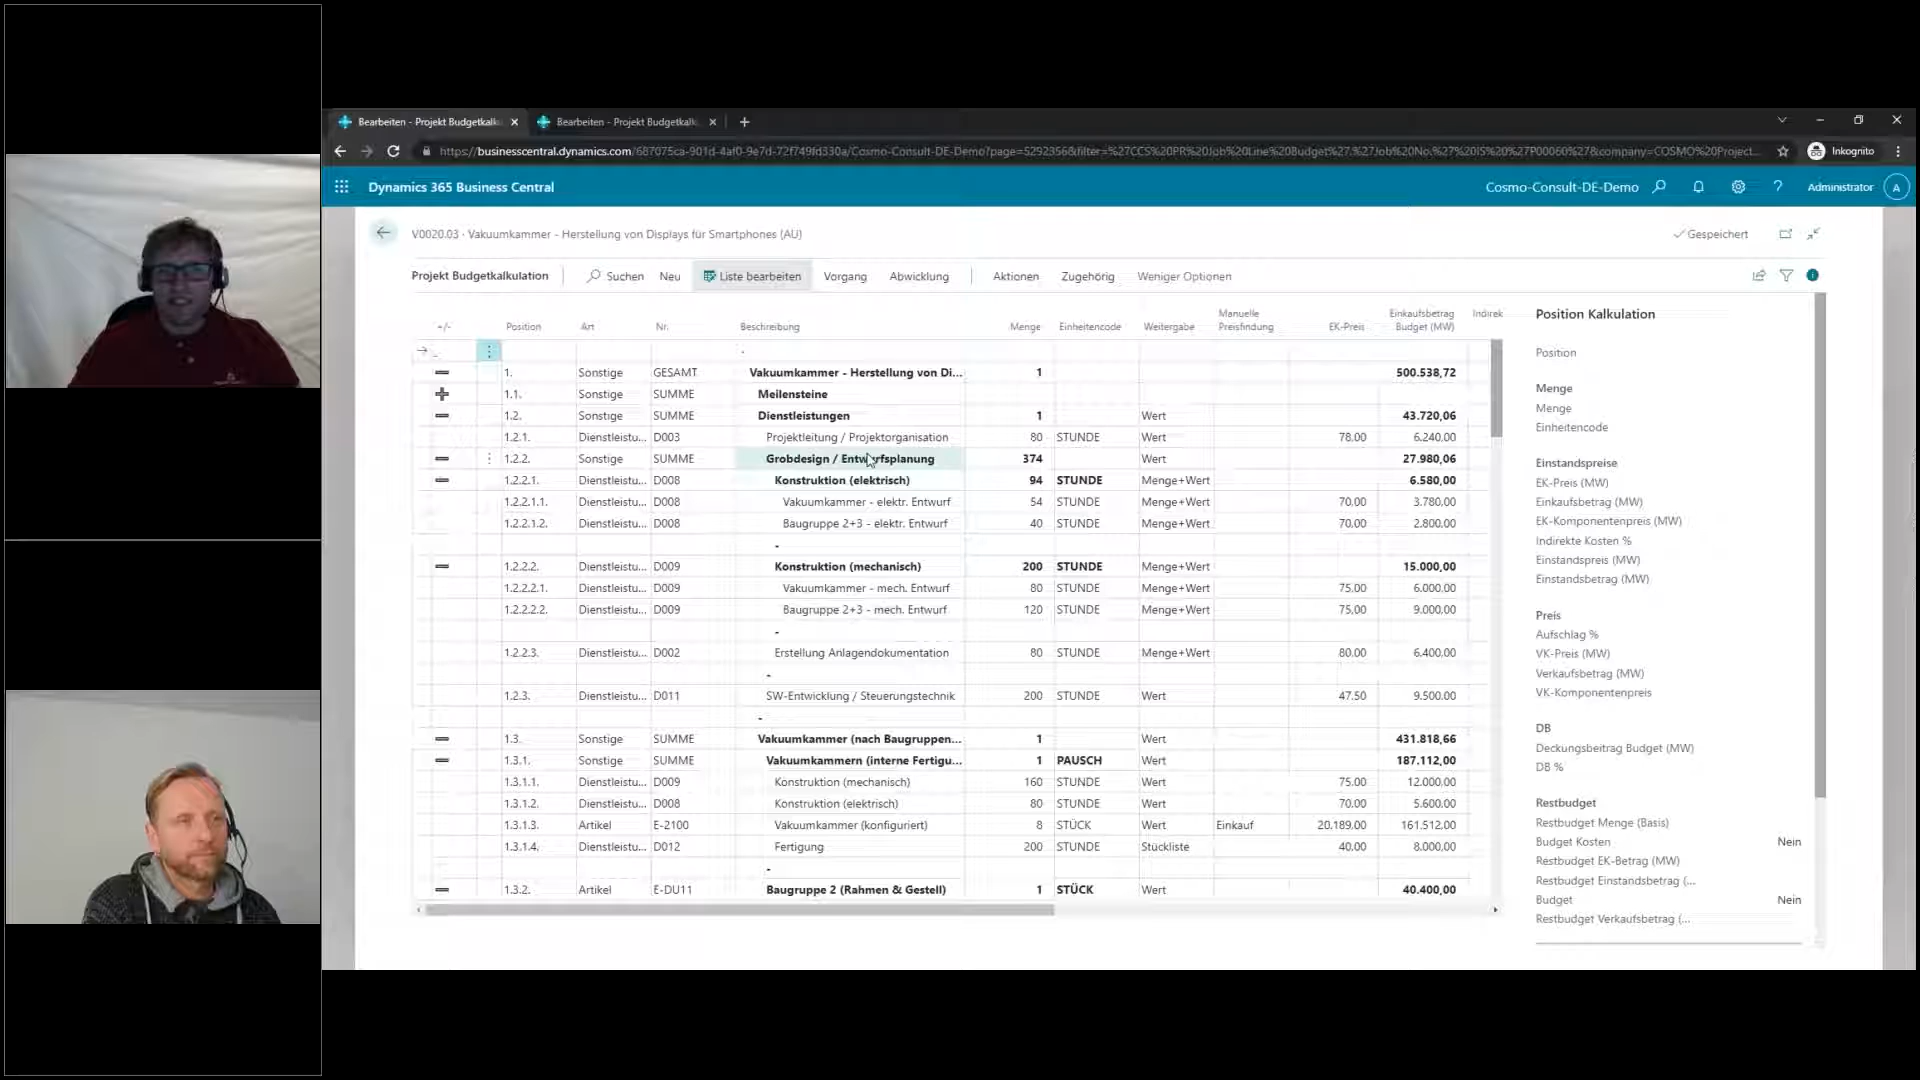 Bearbeiten - Projekt Budgetkalk
Bearbeiten - Projekt Budgetkalk
Inkognito
Dynamics 365 Business Central
Cosmo-Consult-DE-Demo
Administrator A
V0020.03 · Vakuumkammer - Herstellung von Displays für Smartphones (AU)
Gespeichert
Projekt Budgetkalkulation
Suchen Neu Liste bearbeiten Vorgang Abwicklung Aktionen Zugehörig Weniger Optionen
+/- Position Art Nr. Beschreibung Menge Einheitencode Weitergabe Manuelle Preisfindung EK-Preis Einkaufsbetrag Budget (MW) Indirek
1. Sonstige GESAMT Vakuumkammer - Herstellung von Di... 1 500.538,72
1.1. Sonstige SUMME Meilensteine
1.2. Sonstige SUMME Dienstleistungen 1 Wert 43.720,06
1.2.1. Dienstleistu... D003 Projektleitung / Projektorganisation 80 STUNDE Wert 78,00 6.240,00
1.2.2. Sonstige SUMME Grobdesign / Entwurfsplanung 374 Wert 27.980,06
1.2.2.1. Dienstleistu... D008 Konstruktion (elektrisch) 94 STUNDE Menge+Wert 6.580,00
1.2.2.1.1. Dienstleistu... D008 Vakuumkammer - elektr. Entwurf 54 STUNDE Menge+Wert 70,00 3.780,00
1.2.2.1.2. Dienstleistu... D008 Baugruppe 2+3 - elektr. Entwurf 40 STUNDE Menge+Wert 70,00 2.800,00
-
1.2.2.2. Dienstleistu... D009 Konstruktion (mechanisch) 200 STUNDE Menge+Wert 15.000,00
1.2.2.2.1. Dienstleistu... D009 Vakuumkammer - mech. Entwurf 80 STUNDE Menge+Wert 75,00 6.000,00
1.2.2.2.2. Dienstleistu... D009 Baugruppe 2+3 - mech. Entwurf 120 STUNDE Menge+Wert 75,00 9.000,00
-
1.2.2.3. Dienstleistu... D002 Erstellung Anlagendokumentation 80 STUNDE Menge+Wert 80,00 6.400,00
-
1.2.3. Dienstleistu... D011 SW-Entwicklung / Steuerungstechnik 200 STUNDE Wert 47,50 9.500,00
-
1.3. Sonstige SUMME Vakuumkammer (nach Baugruppen... 1 Wert 431.818,66
1.3.1. Sonstige SUMME Vakuumkammern (interne Fertigu... 1 PAUSCH Wert 187.112,00
1.3.1.1. Dienstleistu... D009 Konstruktion (mechanisch) 160 STUNDE Wert 75,00 12.000,00
1.3.1.2. Dienstleistu... D008 Konstruktion (elektrisch) 80 STUNDE Wert 70,00 5.600,00
1.3.1.3. Artikel E-2100 Vakuumkammer (konfiguriert) 8 STÜCK Wert Einkauf 20.189,00 161.512,00
1.3.1.4. Dienstleistu... D012 Fertigung 200 STUNDE Stückliste 40,00 8.000,00
-
1.3.2. Artikel E-DU11 Baugruppe 2 (Rahmen & Gestell) 1 STÜCK Wert 40.400,00
Position Kalkulation
Position
Menge
Menge
Einheitencode
Einstandspreise
EK-Preis (MW)
Einkaufsbetrag (MW)
EK-Komponentenpreis (MW)
Indirekte Kosten %
Einstandspreis (MW)
Einstandsbetrag (MW)
Preis
Aufschlag %
VK-Preis (MW)
Verkaufsbetrag (MW)
VK-Komponentenpreis
DB
Deckungsbeitrag Budget (MW)
DB %
Restbudget
Restbudget Menge (Basis)
Budget Kosten Nein
Restbudget EK-Betrag (MW)
Restbudget Einstandsbetrag (...
Budget Nein
Restbudget Verkaufsbetrag (...